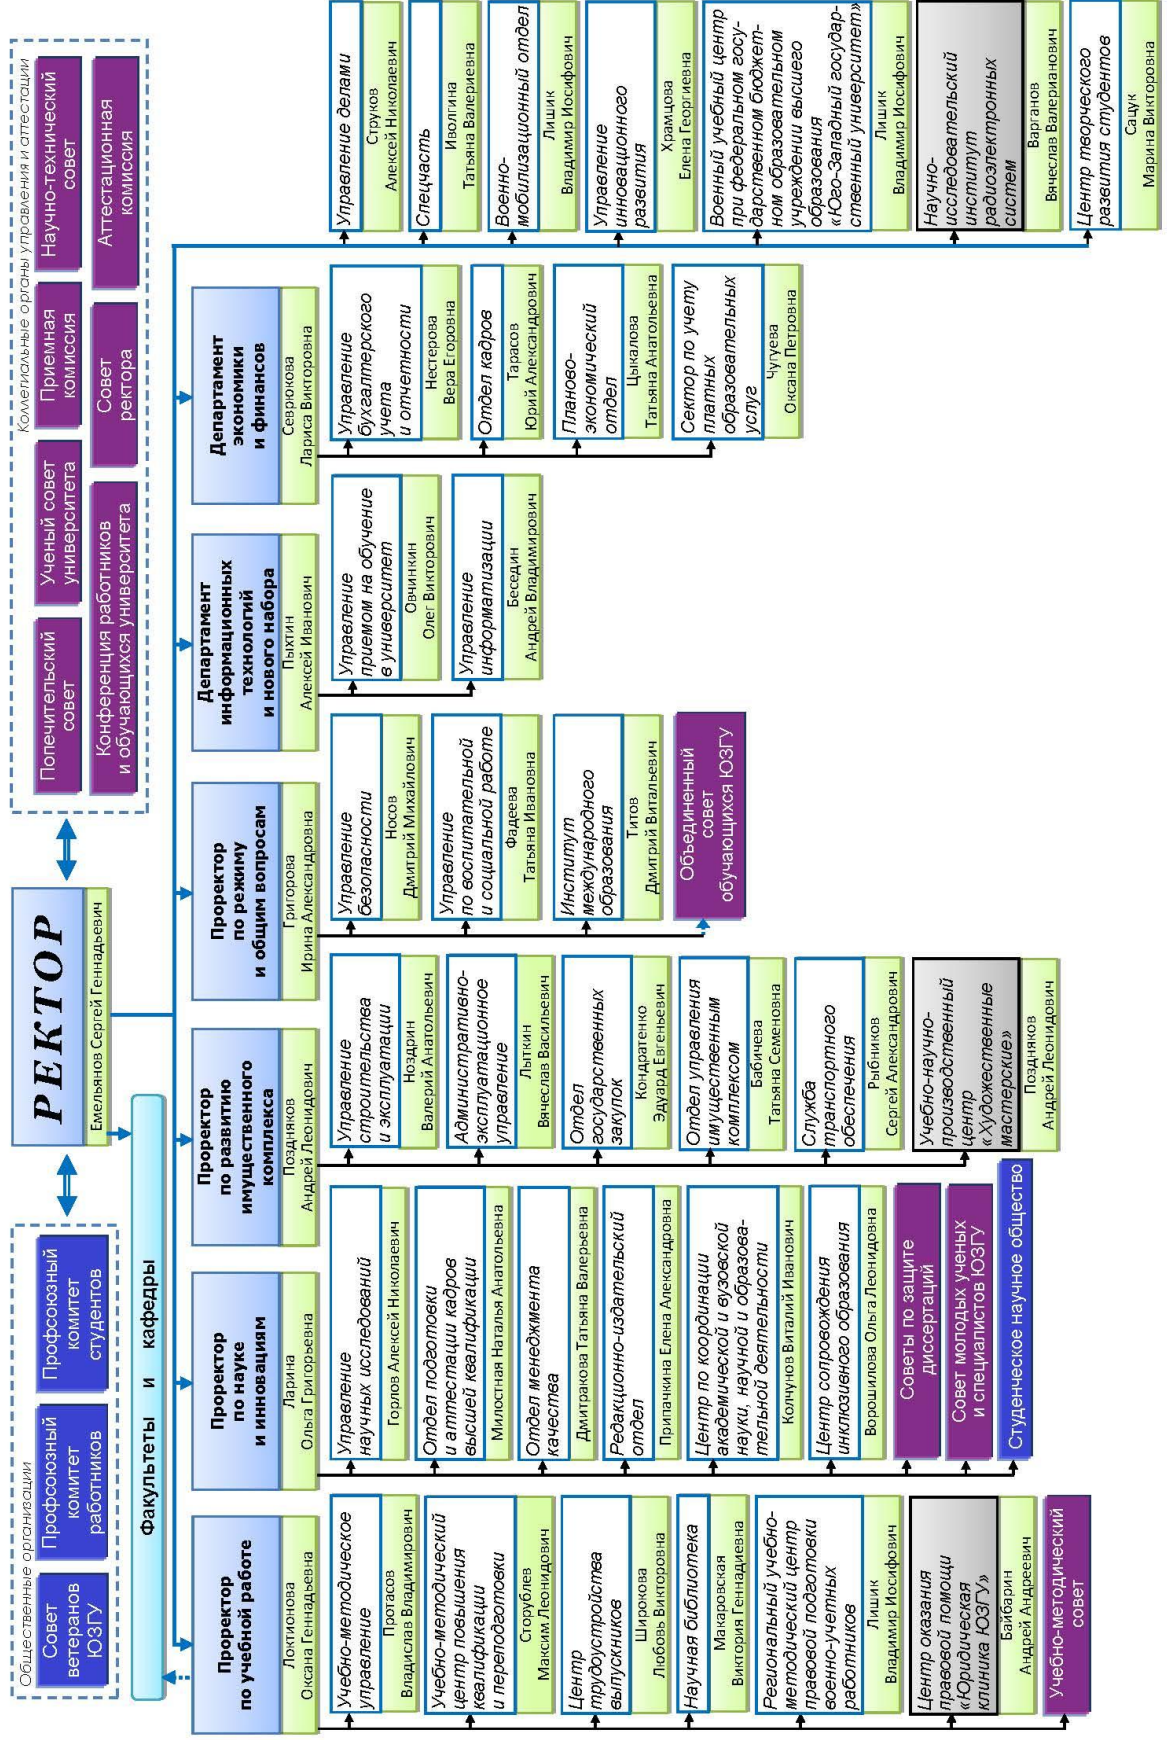 Общественные организации
Совет
ветеранов
ЮЗГУ
Профсоюзный
комитет
работников
Профсоюзный
комитет
студентов
РЕКТОР
Емельянов Сергей Геннадьевич
Коллегиальные органы управления и аттестации
Попечительский
совет
Ученый совет
университета
Приемная
комиссия
Научно-технический
совет
Конференция работников
и обучающихся университета
Совет
ректора
Аттестационная
комиссия
Факультеты и кафедры
Проректор
по учебной работе
Локтионова
Оксана Геннадьевна
Учебно-методическое
управление
Протасов
Владислав Владимирович
Учебно-методический
центр повышения
квалификации
и переподготовки
Сторублев
Максим Леонидович
Центр
трудоустройства
выпускников
Широкова
Любовь Викторовна
Научная библиотека
Макаровская
Виктория Геннадиевна
Региональный учебно-
методический центр
правовой подготовки
военно-учетных
работников
Лишик
Владимир Иосифович
Центр оказания
правовой помощи
«Юридическая
клиника ЮЗГУ»
Байбарин
Андрей Андреевич
Учебно-методический
совет
Проректор
по науке
и инновациям
Ларина
Ольга Григорьевна
Управление
научных исследований
Горлов Алексей Николаевич
Отдел подготовки
и аттестации кадров
высшей квалификации
Милостная Наталья Анатольевна
Отдел менеджмента
качества
Дмитракова Татьяна Валерьевна
Редакционно-издательский
отдел
Припачкина Елена Александровна
Центр по координации
академической и вузовской
науки, научной и образова-
тельной деятельности
Колчунов Виталий Иванович
Центр сопровождения
инклюзивного образования
Ворошилова Ольга Леонидовна
Советы по защите
диссертаций
Совет молодых ученых
и специалистов ЮЗГУ
Студенческое научное общество
Проректор
по развитию
имущественного
комплекса
Поздняков
Андрей Леонидович
Управление
строительства
и эксплуатации
Ноздрин
Валерий Анатольевич
Административно-
эксплуатационное
управление
Лыткин
Вячеслав Васильевич
Отдел
государственных
закупок
Кондратенко
Эдуард Евгеньевич
Отдел управления
имущественным
комплексом
Бабичева
Татьяна Семеновна
Служба
транспортного
обеспечения
Рыбников
Сергей Александрович
Учебно-научно-
производственный
центр
«Художественные
мастерские»
Поздняков
Андрей Леонидович
Проректор
по режиму
и общим вопросам
Григорова
Ирина Александровна
Управление
безопасности
Носов
Дмитрий Михайлович
Управление
по воспитательной
и социальной работе
Фадеева
Татьяна Ивановна
Институт
международного
образования
Титов
Дмитрий Витальевич
Объединенный
совет
обучающихся ЮЗГУ
Департамент
информационных
технологий
и нового набора
Пыхтин
Алексей Иванович
Управление
приемом на обучение
в университет
Овчинкин
Олег Викторович
Управление
информатизации
Беседин
Андрей Владимирович
Департамент
экономики
и финансов
Севрюкова
Лариса Викторовна
Управление
бухгалтерского
учета
и отчетности
Нестерова
Вера Егоровна
Отдел кадров
Тарасов
Юрий Александрович
Планово-
экономический
отдел
Цыкалова
Татьяна Анатольевна
Сектор по учету
платных
образовательных
услуг
Чугуева
Оксана Петровна
Управление делами
Струков
Алексей Николаевич
Спецчасть
Иволгина
Татьяна Валериевна
Военно-
мобилизационный отдел
Лишик
Владимир Иосифович
Управление
инновационного
развития
Храмцова
Елена Георгиевна
Военный учебный центр
при федеральном госу-
дарственном бюджет-
ном образовательном
учреждении высшего
образования
«Юго-Западный государ-
ственный университет»
Лишик
Владимир Иосифович
Научно-
исследовательский
институт
радиоэлектронных
систем
Варганов
Вячеслав Валерианович
Центр творческого
развития студентов
Сацук
Марина Викторовна